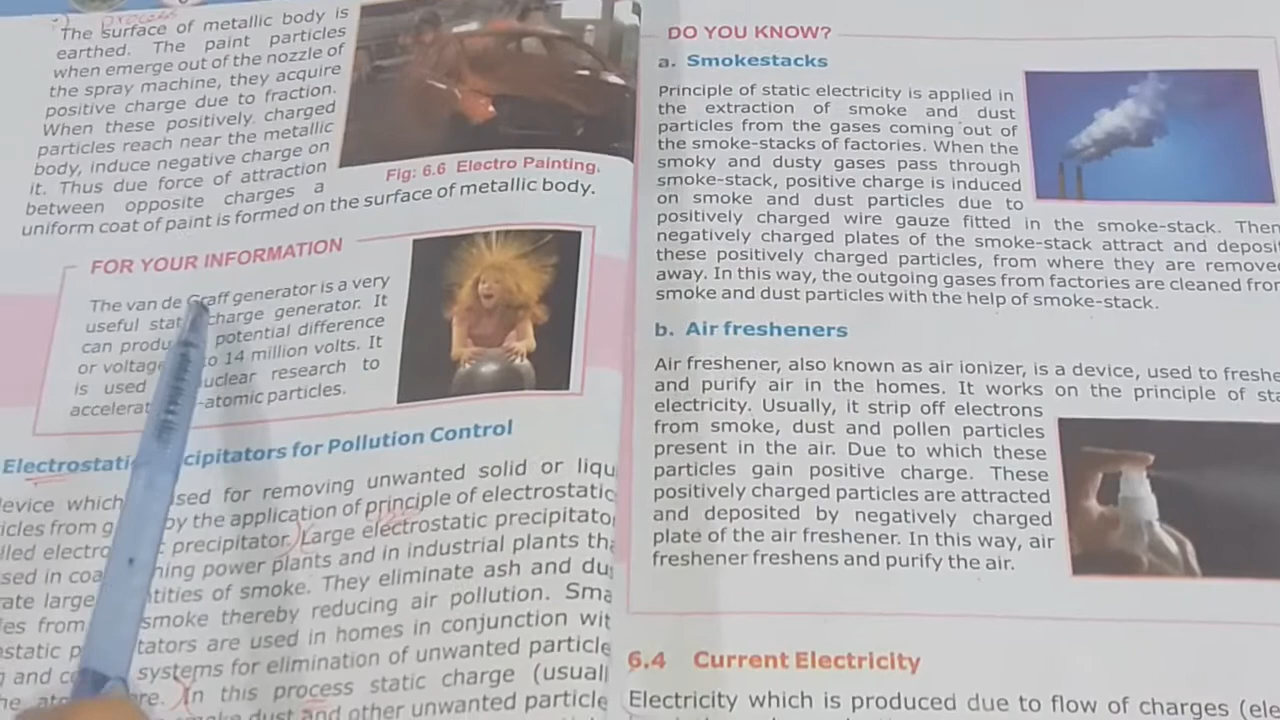 process
The surface of metallic body is
earthed. The paint particles
when emerge out of the nozzle of
the spray machine, they acquire
positive charge due to fraction.
When these positively charged
particles reach near the metallic
body, induce negative charge on
it. Thus due force of attraction
between opposite charges a
uniform coat of paint is formed on the surface of metallic body.
Fig: 6.6 Electro Painting.
FOR YOUR INFORMATION
The van de Graff generator is a very
useful stat charge generator. It
can produ potential difference
or voltage to 14 million volts. It
is used uclear research to
accelerat -atomic particles.
Electrostati cipitators for Pollution Control
device which sed for removing unwanted solid or liqu
icles from g by the application of principle of electrostatic
lled electro precipitator. Large electrostatic precipitato
sed in coa ning power plants and in industrial plants tha
rate large tities of smoke. They eliminate ash and du
les from smoke thereby reducing air pollution. Sma
ostatic p tators are used in homes in conjunction wit
and co systems for elimination of unwanted particle
he at re. In this process static charge (usuall
dust and other unwanted particle
DO YOU KNOW?
a. Smokestacks
Principle of static electricity is applied in
the extraction of smoke and dust
particles from the gases coming out of
the smoke-stacks of factories. When the
smoky and dusty gases pass through
smoke-stack, positive charge is induced
on smoke and dust particles due to
positively charged wire gauze fitted in the smoke-stack. Then
negatively charged plates of the smoke-stack attract and deposi
these positively charged particles, from where they are remove
away. In this way, the outgoing gases from factories are cleaned fror
smoke and dust particles with the help of smoke-stack.
b. Air fresheners
Air freshener, also known as air ionizer, is a device, used to freshe
and purify air in the homes. It works on the principle of sta
electricity. Usually, it strip off electrons
from smoke, dust and pollen particles
present in the air. Due to which these
particles gain positive charge. These
positively charged particles are attracted
and deposited by negatively charged
plate of the air freshener. In this way, air
freshener freshens and purify the air.
6.4 Current Electricity
Electricity which is produced due to flow of charges (ele